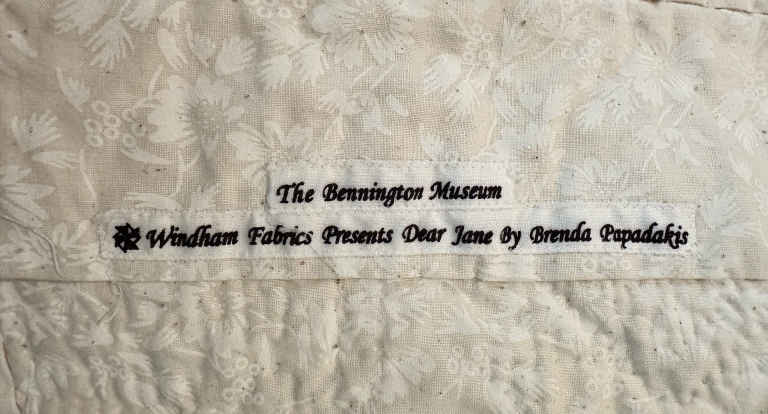 The Bennington Museum
Windham Fabrics Presents Dear Jane By Brenda Papadakis